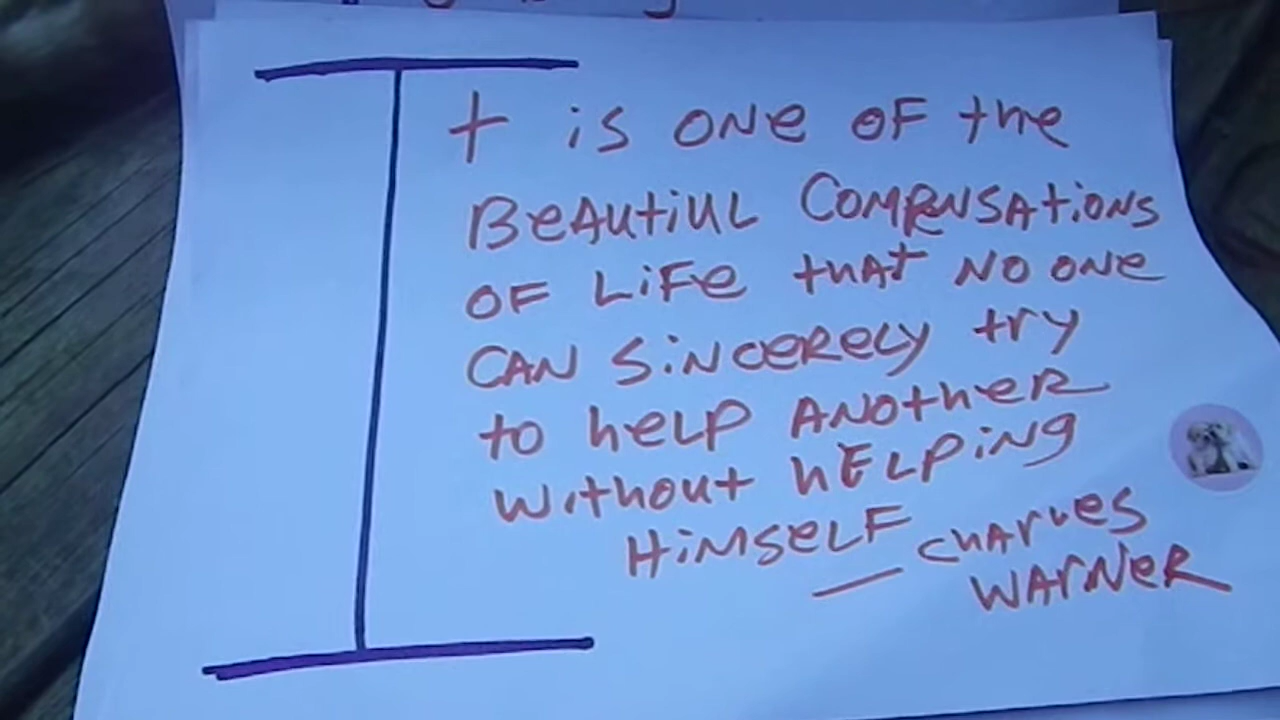 It is one of the
BeautiuL CompenSAtions
OF LiFe that NO ONE
CAN SiNCEReLy try
to help ANOtheR
Without hELPing
HiMSeLF — CHARLES
WARNER